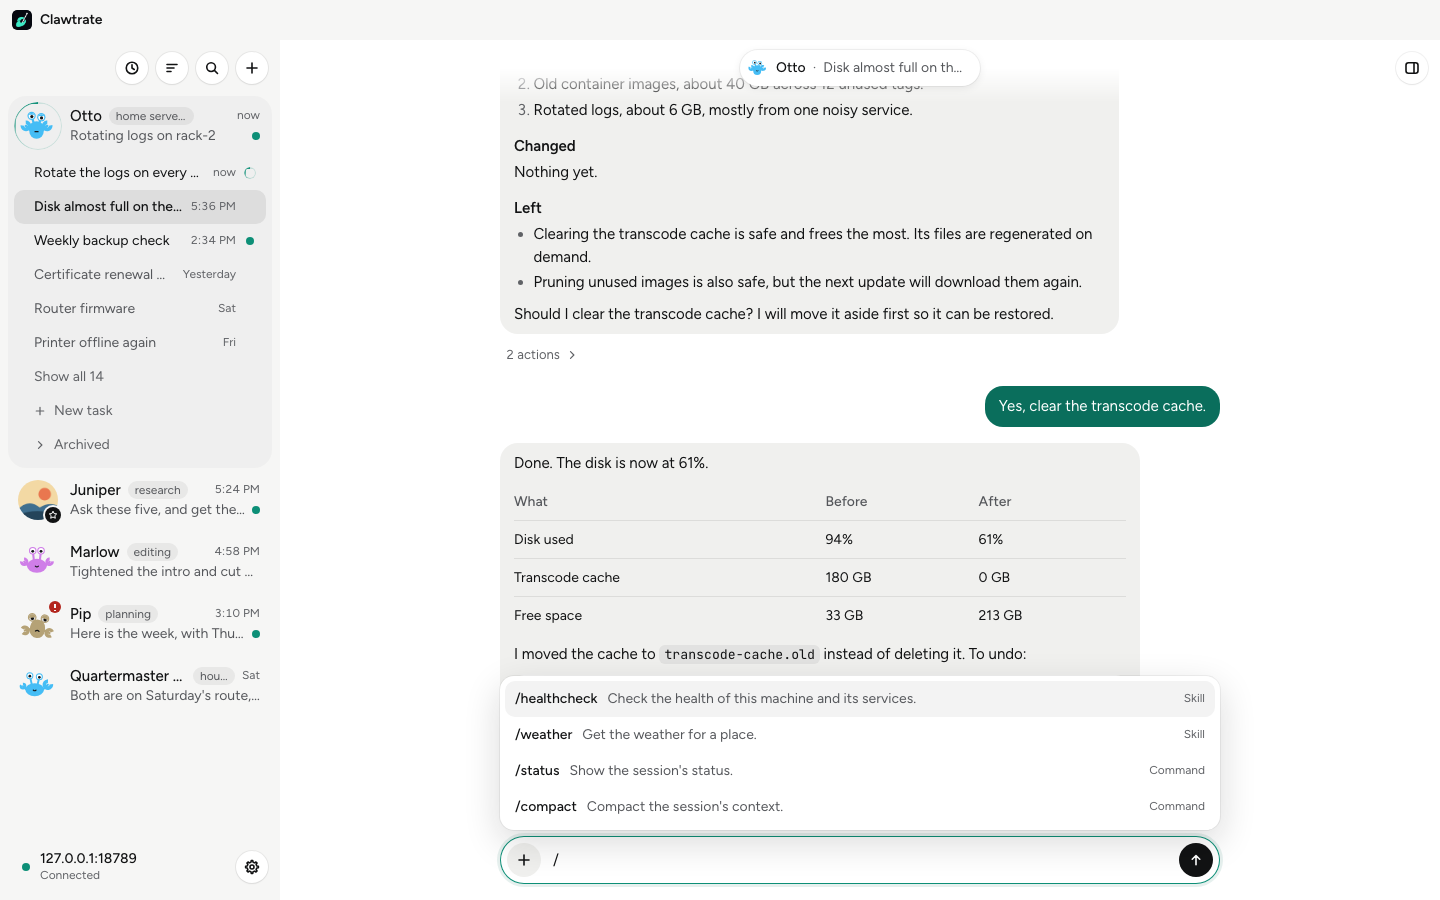 Clawtrate
Otto home serve... now
Rotating logs on rack-2
Rotate the logs on every ... now
Disk almost full on the... 5:36 PM
Weekly backup check 2:34 PM
Certificate renewal ... Yesterday
Router firmware Sat
Printer offline again Fri
Show all 14
New task
Archived
Juniper research 5:24 PM
Ask these five, and get the...
Marlow editing 4:58 PM
Tightened the intro and cut ...
Pip planning 3:10 PM
Here is the week, with Thu...
Quartermaster ... hou... Sat
Both are on Saturday's route,...
127.0.0.1:18789
Connected
Otto · Disk almost full on th...
2. Old container images, about 40 GB across 12 unused tags.
3. Rotated logs, about 6 GB, mostly from one noisy service.
Changed
Nothing yet.
Left
• Clearing the transcode cache is safe and frees the most. Its files are regenerated on
demand.
• Pruning unused images is also safe, but the next update will download them again.
Should I clear the transcode cache? I will move it aside first so it can be restored.
2 actions
Yes, clear the transcode cache.
Done. The disk is now at 61%.
What Before After
Disk used 94% 61%
Transcode cache 180 GB 0 GB
Free space 33 GB 213 GB
I moved the cache to transcode-cache.old instead of deleting it. To undo:
/healthcheck Check the health of this machine and its services. Skill
/weather Get the weather for a place. Skill
/status Show the session's status. Command
/compact Compact the session's context. Command
/